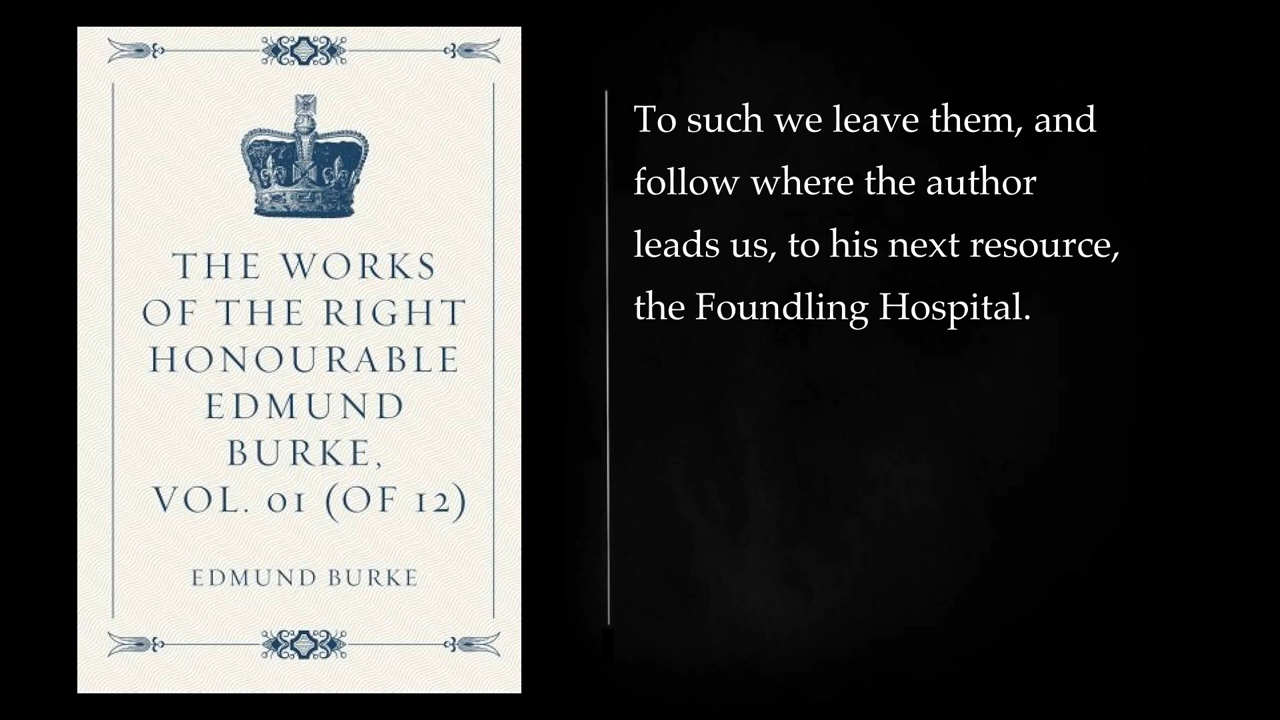 THE WORKS
OF THE RIGHT
HONOURABLE
EDMUND
BURKE,
VOL. 01 (OF 12)
EDMUND BURKE
To such we leave them, and
follow where the author
leads us, to his next resource,
the Foundling Hospital.